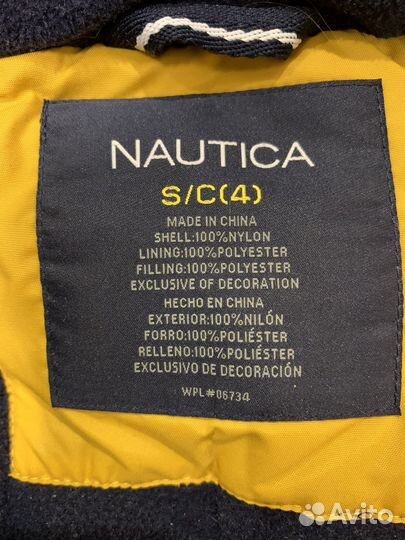 NAUTICA
S/C(4)
MADE IN CHINA
SHELL:100%NYLON
LINING:100%POLYESTER
FILLING:100%POLYESTER
EXCLUSIVE OF DECORATION
HECHO EN CHINA
EXTERIOR:100%NILÓN
FORRO:100%POLIÉSTER
RELLENO:100%POLIÉSTER
EXCLUSIVO DE DECORACIÓN
WPL#06734
Avito